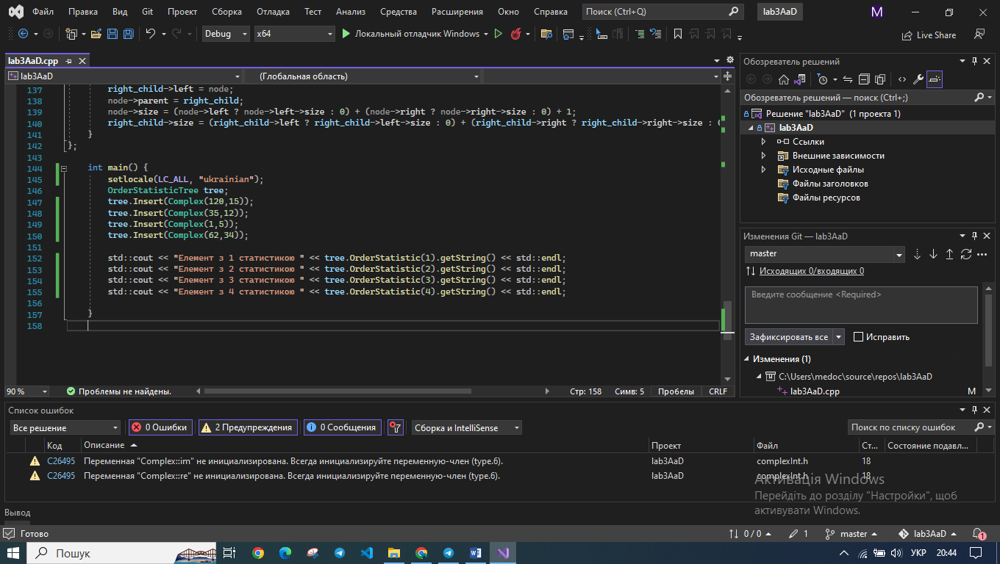 Файл Правка Вид Git Проект Сборка Отладка Тест Анализ Средства Расширения Окно Справка Поиск (Ctrl+Q) lab3AaD M
Debug x64 Локальный отладчик Windows Live Share
lab3AaD.cpp
lab3AaD (Глобальная область)
137 right_child->left = node;
138 node->parent = right_child;
139 node->size = (node->left ? node->left->size : 0) + (node->right ? node->right->size : 0) + 1;
140 right_child->size = (right_child->left ? right_child->left->size : 0) + (right_child->right ? right_child->right->size : 0
141 }
142 };
143
144 int main() {
145 setlocale(LC_ALL, "ukrainian");
146 OrderStatisticTree tree;
147 tree.Insert(Complex(120,15));
148 tree.Insert(Complex(35,12));
149 tree.Insert(Complex(1,5));
150 tree.Insert(Complex(62,34));
151
152 std::cout << "Елемент з 1 статистикою " << tree.OrderStatistic(1).getString() << std::endl;
153 std::cout << "Елемент з 2 статистикою " << tree.OrderStatistic(2).getString() << std::endl;
154 std::cout << "Елемент з 3 статистикою " << tree.OrderStatistic(3).getString() << std::endl;
155 std::cout << "Елемент з 4 статистикою " << tree.OrderStatistic(4).getString() << std::endl;
156
157 }
158
90 % Проблемы не найдены. Стр: 158 Симв: 5 Пробелы CRLF
Обозреватель решений
Обозреватель решений — поиск (Ctrl+;)
Решение "lab3AaD" (1 проекта 1)
lab3AaD
Ссылки
Внешние зависимости
Исходные файлы
Файлы заголовков
Файлы ресурсов
Изменения Git — lab3AaD
master
Исходящих 0/входящих 0
Введите сообщение <Required>
Зафиксировать все Исправить
Изменения (1)
C:\Users\medoc\source\repos\lab3AaD
lab3AaD.cpp M
Список ошибок
Все решение 0 Ошибки 2 Предупреждения 0 Сообщения Сборка и IntelliSense Поиск по списку ошибок
Код Описание Проект Файл Ст... Состояние подавл...
C26495 Переменная "Complex::im" не инициализирована. Всегда инициализируйте переменную-член (type.6). lab3AaD complexInt.h 18
C26495 Переменная "Complex::re" не инициализирована. Всегда инициализируйте переменную-член (type.6). lab3AaD complexInt.h 18
Активація Windows
Перейдіть до розділу "Настройки", щоб
активувати Windows.
Вывод
Готово 0 / 0 1 master lab3AaD 1
Пошук УКР 20:44